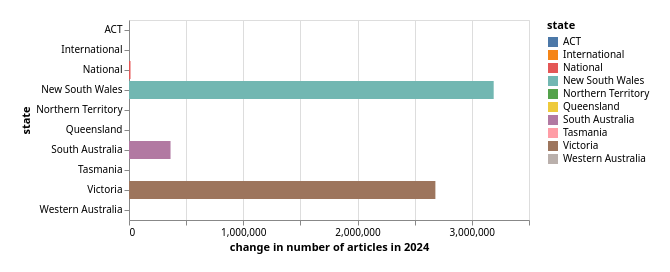 state
ACT
International
National
New South Wales
Northern Territory
Queensland
South Australia
Tasmania
Victoria
Western Australia
0 1,000,000 2,000,000 3,000,000
change in number of articles in 2024
state
ACT
International
National
New South Wales
Northern Territory
Queensland
South Australia
Tasmania
Victoria
Western Australia